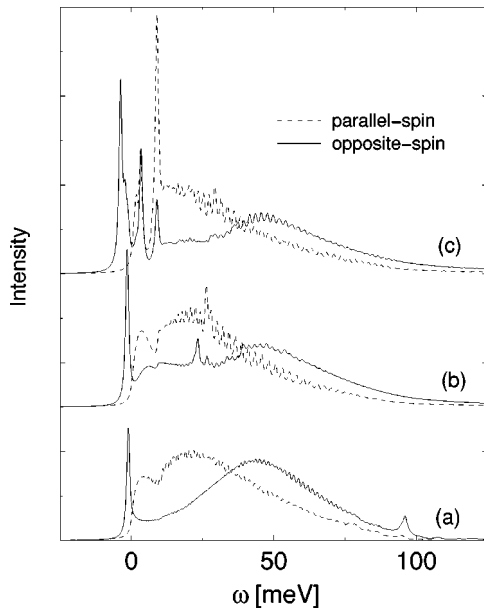 parallel-spin
opposite-spin
(c)
Intensity
(b)
(a)
0 50 100
ω [meV]